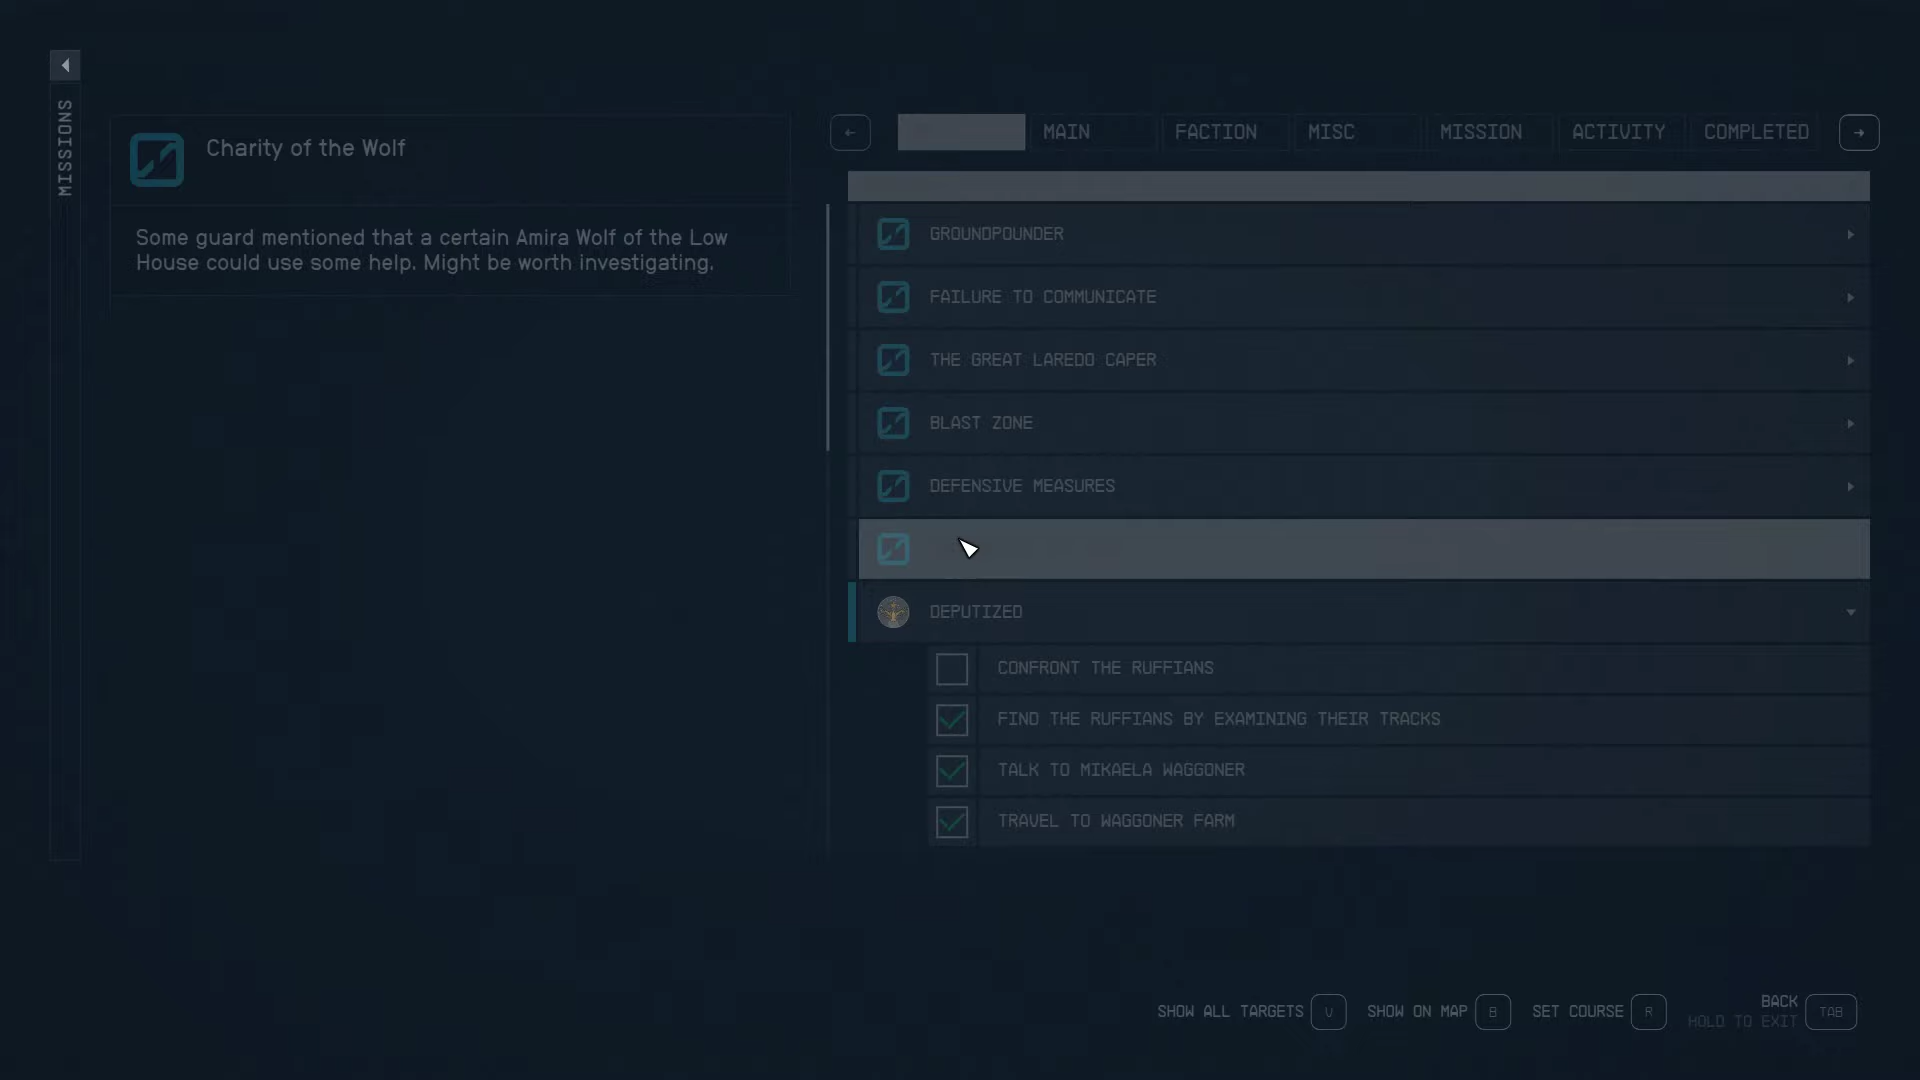 MISSIONS
Charity of the Wolf
Some guard mentioned that a certain Amira Wolf of the Low
House could use some help. Might be worth investigating.
MAIN
FACTION
MISC
MISSION
ACTIVITY
COMPLETED
GROUNDPOUNDER
FAILURE TO COMMUNICATE
THE GREAT LAREDO CAPER
BLAST ZONE
DEFENSIVE MEASURES
DEPUTIZED
CONFRONT THE RUFFIANS
FIND THE RUFFIANS BY EXAMINING THEIR TRACKS
TALK TO MIKAELA WAGGONER
TRAVEL TO WAGGONER FARM
SHOW ALL TARGETS V
SHOW ON MAP B
SET COURSE R
BACK TAB
HOLD TO EXIT